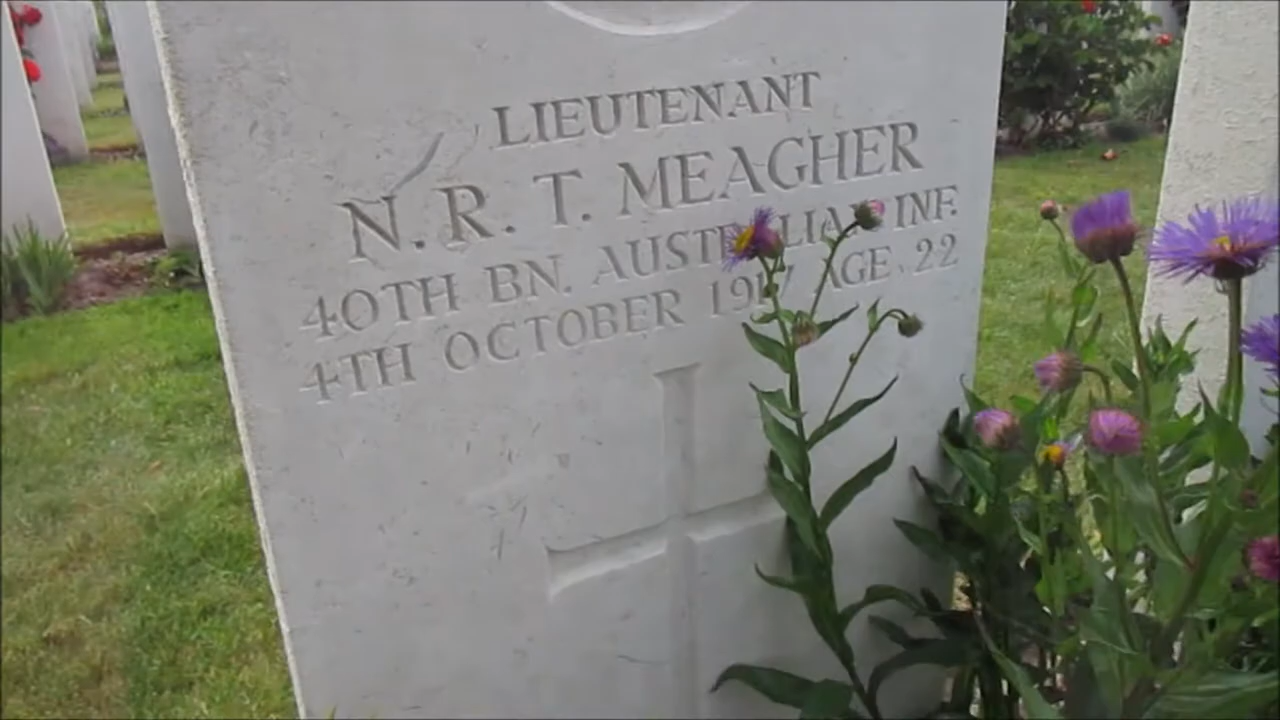 LIEUTENANT
N. R. T. MEAGHER
40TH BN. AUSTRALIAN INF.
4TH OCTOBER 1917 AGE 22